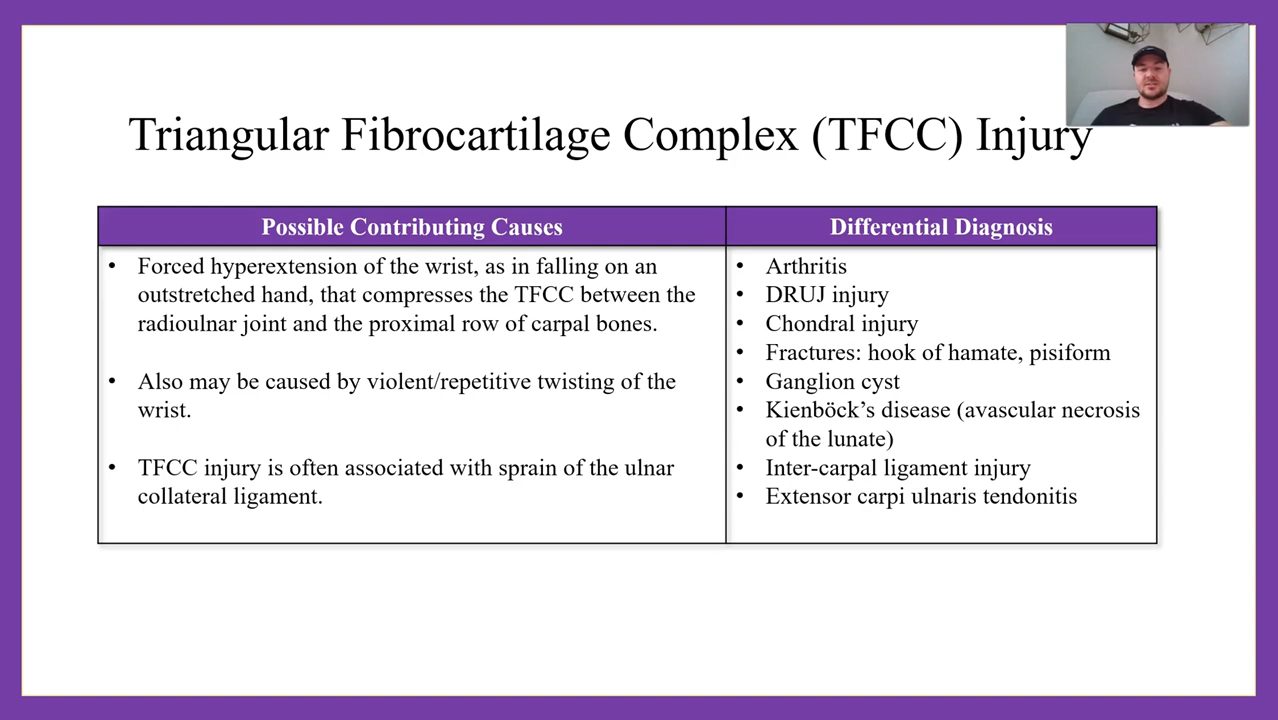 Triangular Fibrocartilage Complex (TFCC) Injury
Possible Contributing Causes
• Forced hyperextension of the wrist, as in falling on an
outstretched hand, that compresses the TFCC between the
radioulnar joint and the proximal row of carpal bones.
• Also may be caused by violent/repetitive twisting of the
wrist.
• TFCC injury is often associated with sprain of the ulnar
collateral ligament.
Differential Diagnosis
• Arthritis
• DRUJ injury
• Chondral injury
• Fractures: hook of hamate, pisiform
• Ganglion cyst
• Kienböck’s disease (avascular necrosis
of the lunate)
• Inter-carpal ligament injury
• Extensor carpi ulnaris tendonitis